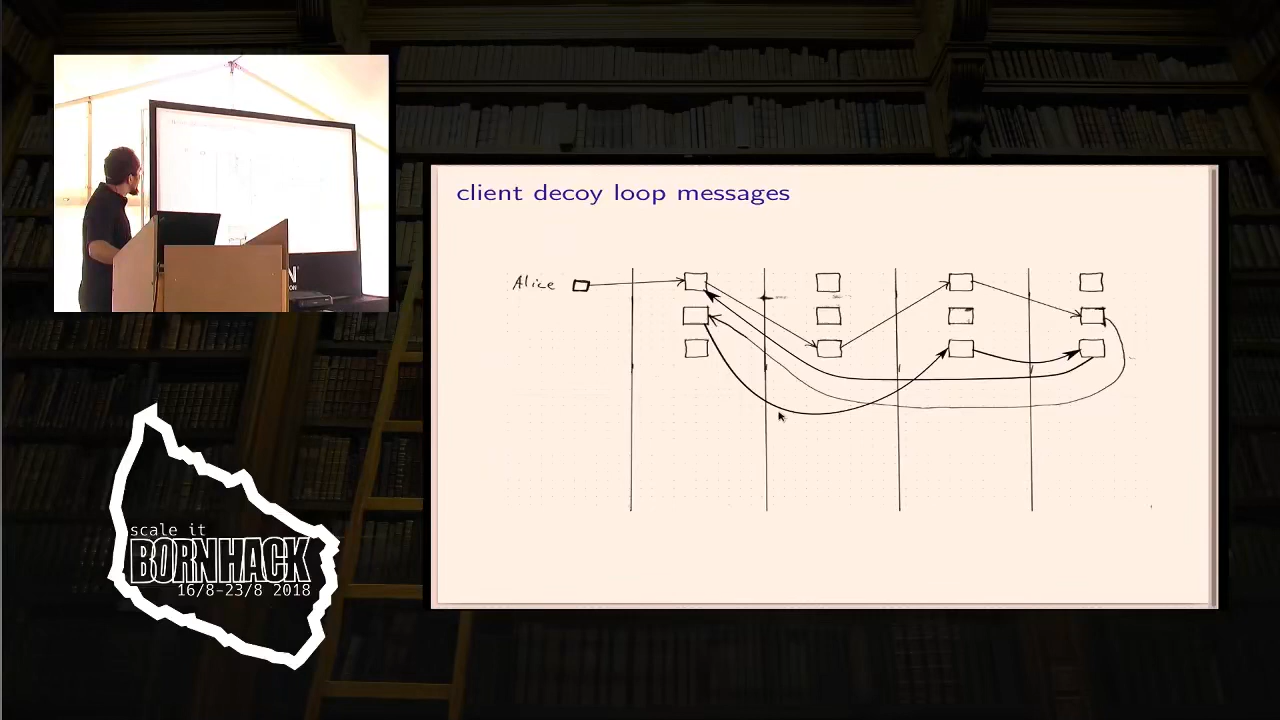 client decoy loop messages
Alice
scale it
BORNHACK
16/8-23/8 2018